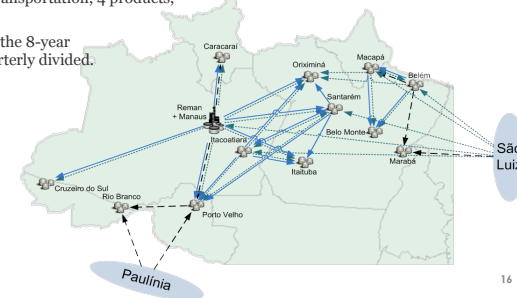 ransportation, 4 products,
the 8-year
rterly divided.
Caracaraí
Oriximiná
Macapá
Belém
Santarém
Reman
+ Manaus
Belo Monte
Itacoatiara
Itaituba
Marabá
São
Luiz
Cruzeiro do Sul
Rio Branco
Porto Velho
Paulínia
16